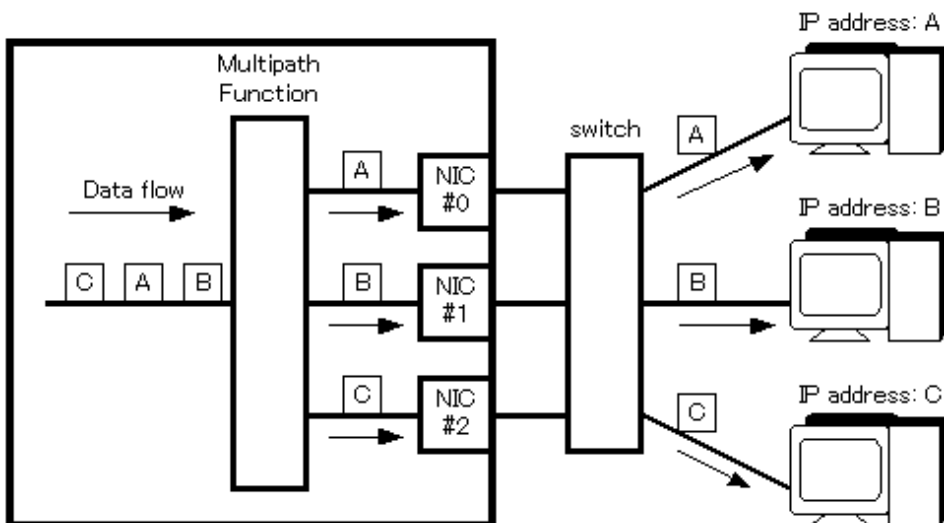 IP address: A
Multipath
Function
switch
A
A
NIC
#0
Data flow
IP address: B
C A B
B
NIC
#1
B
IP address: C
C
NIC
#2
C